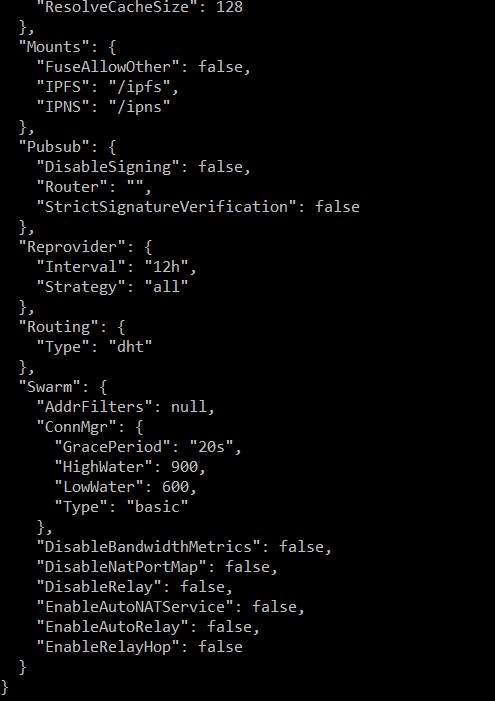 "ResolveCacheSize": 128
},
"Mounts": {
"FuseAllowOther": false,
"IPFS": "/ipfs",
"IPNS": "/ipns"
},
"Pubsub": {
"DisableSigning": false,
"Router": "",
"StrictSignatureVerification": false
},
"Reprovider": {
"Interval": "12h",
"Strategy": "all"
},
"Routing": {
"Type": "dht"
},
"Swarm": {
"AddrFilters": null,
"ConnMgr": {
"GracePeriod": "20s",
"HighWater": 900,
"LowWater": 600,
"Type": "basic"
},
"DisableBandwidthMetrics": false,
"DisableNatPortMap": false,
"DisableRelay": false,
"EnableAutoNATService": false,
"EnableAutoRelay": false,
"EnableRelayHop": false
}
}